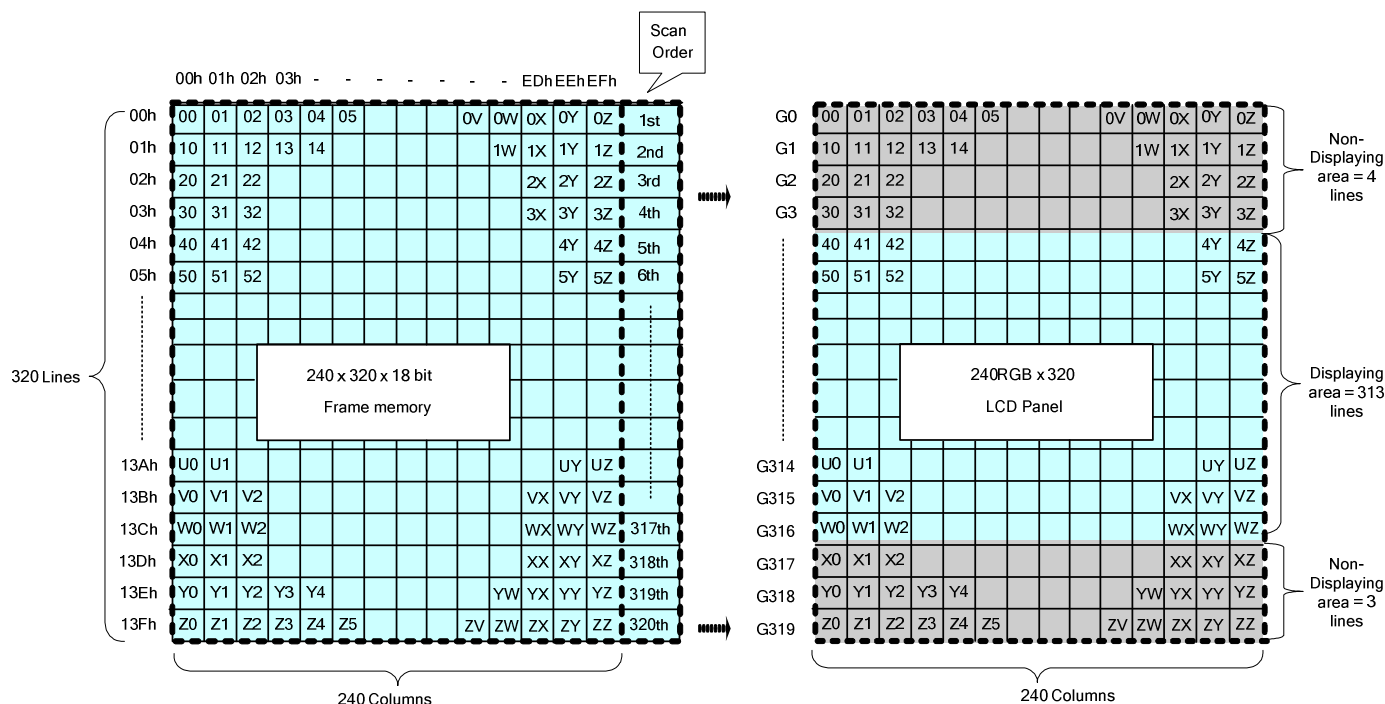 Scan
Order
00h 01h 02h 03h - - - - - - - EDh EEh EFh
00h 00 01 02 03 04 05 0V 0W 0X 0Y 0Z 1st
01h 10 11 12 13 14 1W 1X 1Y 1Z 2nd
02h 20 21 22 2X 2Y 2Z 3rd
03h 30 31 32 3X 3Y 3Z 4th
04h 40 41 42 4Y 4Z 5th
05h 50 51 52 5Y 5Z 6th
320 Lines
240 x 320 x 18 bit
Frame memory
13Ah U0 U1 UY UZ
13Bh V0 V1 V2 VX VY VZ
13Ch W0 W1 W2 WX WY WZ 317th
13Dh X0 X1 X2 XX XY XZ 318th
13Eh Y0 Y1 Y2 Y3 Y4 YW YX YY YZ 319th
13Fh Z0 Z1 Z2 Z3 Z4 Z5 ZV ZW ZX ZY ZZ 320th
240 Columns
G0 00 01 02 03 04 05 0V 0W 0X 0Y 0Z
G1 10 11 12 13 14 1W 1X 1Y 1Z
G2 20 21 22 2X 2Y 2Z
G3 30 31 32 3X 3Y 3Z
40 41 42 4Y 4Z
50 51 52 5Y 5Z
240RGB x 320
LCD Panel
G314 U0 U1 UY UZ
G315 V0 V1 V2 VX VY VZ
G316 W0 W1 W2 WX WY WZ
G317 X0 X1 X2 XX XY XZ
G318 Y0 Y1 Y2 Y3 Y4 YW YX YY YZ
G319 Z0 Z1 Z2 Z3 Z4 Z5 ZV ZW ZX ZY ZZ
240 Columns
Non-
Displaying
area = 4
lines
Displaying
area = 313
lines
Non-
Displaying
area = 3
lines